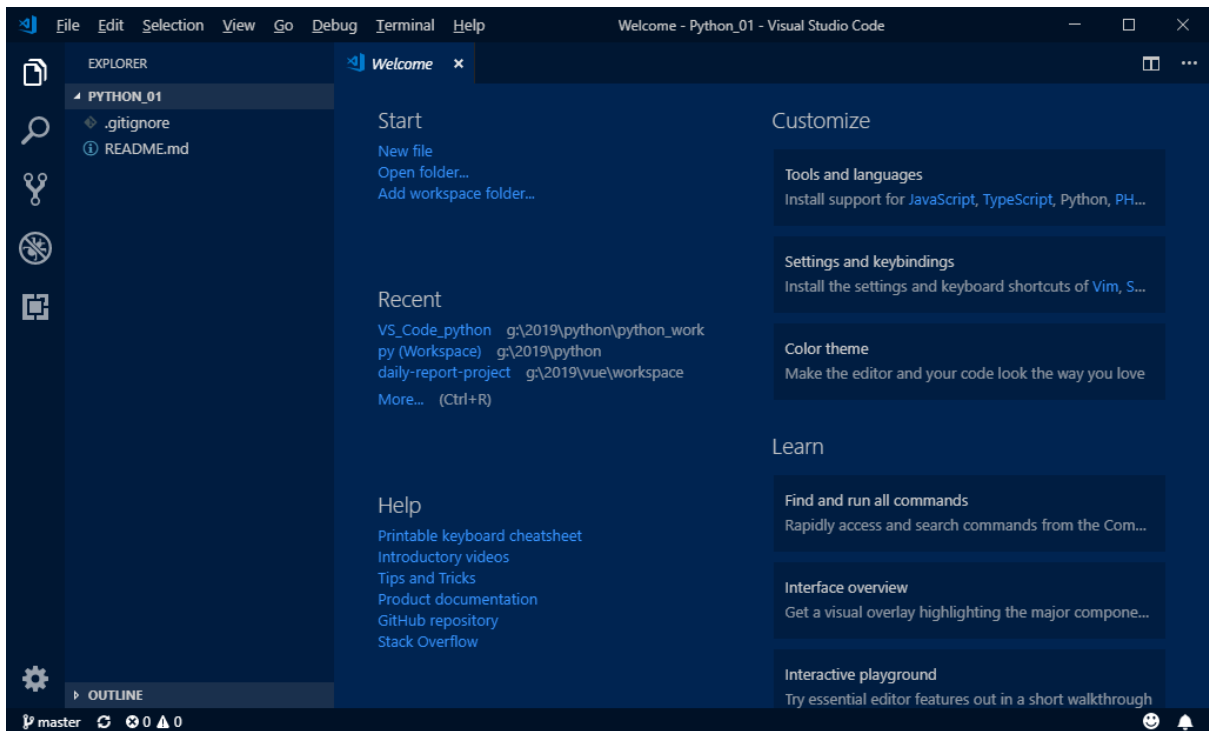 File Edit Selection View Go Debug Terminal Help Welcome - Python_01 - Visual Studio Code
EXPLORER
PYTHON_01
.gitignore
README.md
OUTLINE
Welcome
Start
New file
Open folder...
Add workspace folder...
Recent
VS_Code_python g:\2019\python\python_work
py (Workspace) g:\2019\python
daily-report-project g:\2019\vue\workspace
More... (Ctrl+R)
Help
Printable keyboard cheatsheet
Introductory videos
Tips and Tricks
Product documentation
GitHub repository
Stack Overflow
Customize
Tools and languages
Install support for JavaScript, TypeScript, Python, PH...
Settings and keybindings
Install the settings and keyboard shortcuts of Vim, S...
Color theme
Make the editor and your code look the way you love
Learn
Find and run all commands
Rapidly access and search commands from the Com...
Interface overview
Get a visual overlay highlighting the major compone...
Interactive playground
Try essential editor features out in a short walkthrough
master 0 0